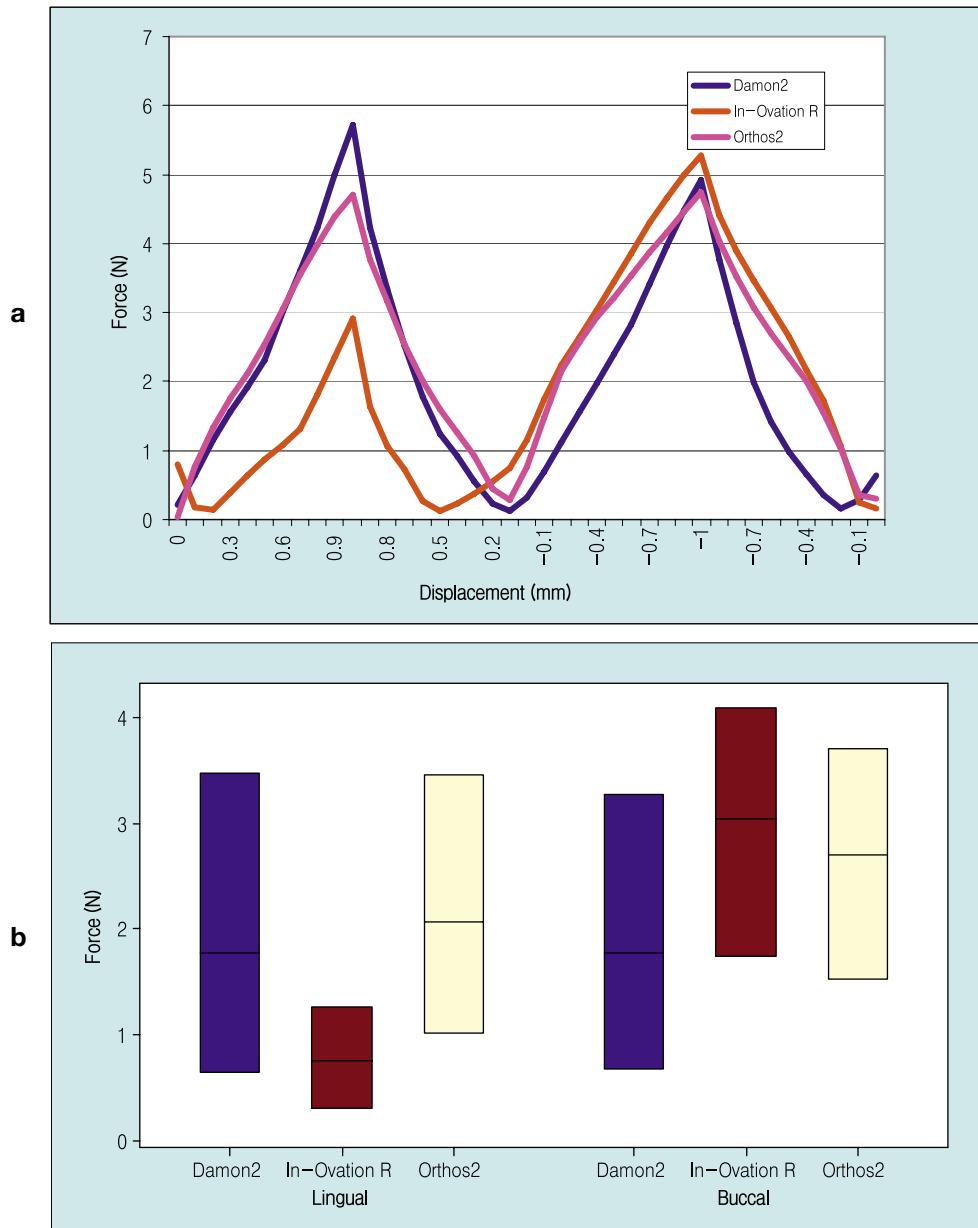 a
Force (N)
7
6
5
4
3
2
1
0
Damon2
In-Ovation R
Orthos2
0 0.3 0.6 0.9 0.8 0.5 0.2 -0.1 -0.4 -0.7 -1 -0.7 -0.4 -0.1
Displacement (mm)
b
Force (N)
4
3
2
1
0
Damon2 In-Ovation R Orthos2 Damon2 In-Ovation R Orthos2
Lingual Buccal